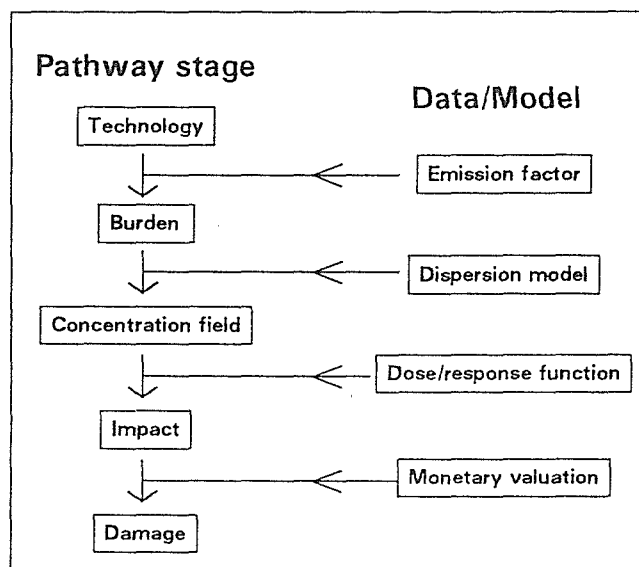 Pathway stage
Data/Model
Technology
Emission factor
Burden
Dispersion model
Concentration field
Dose/response function
Impact
Monetary valuation
Damage